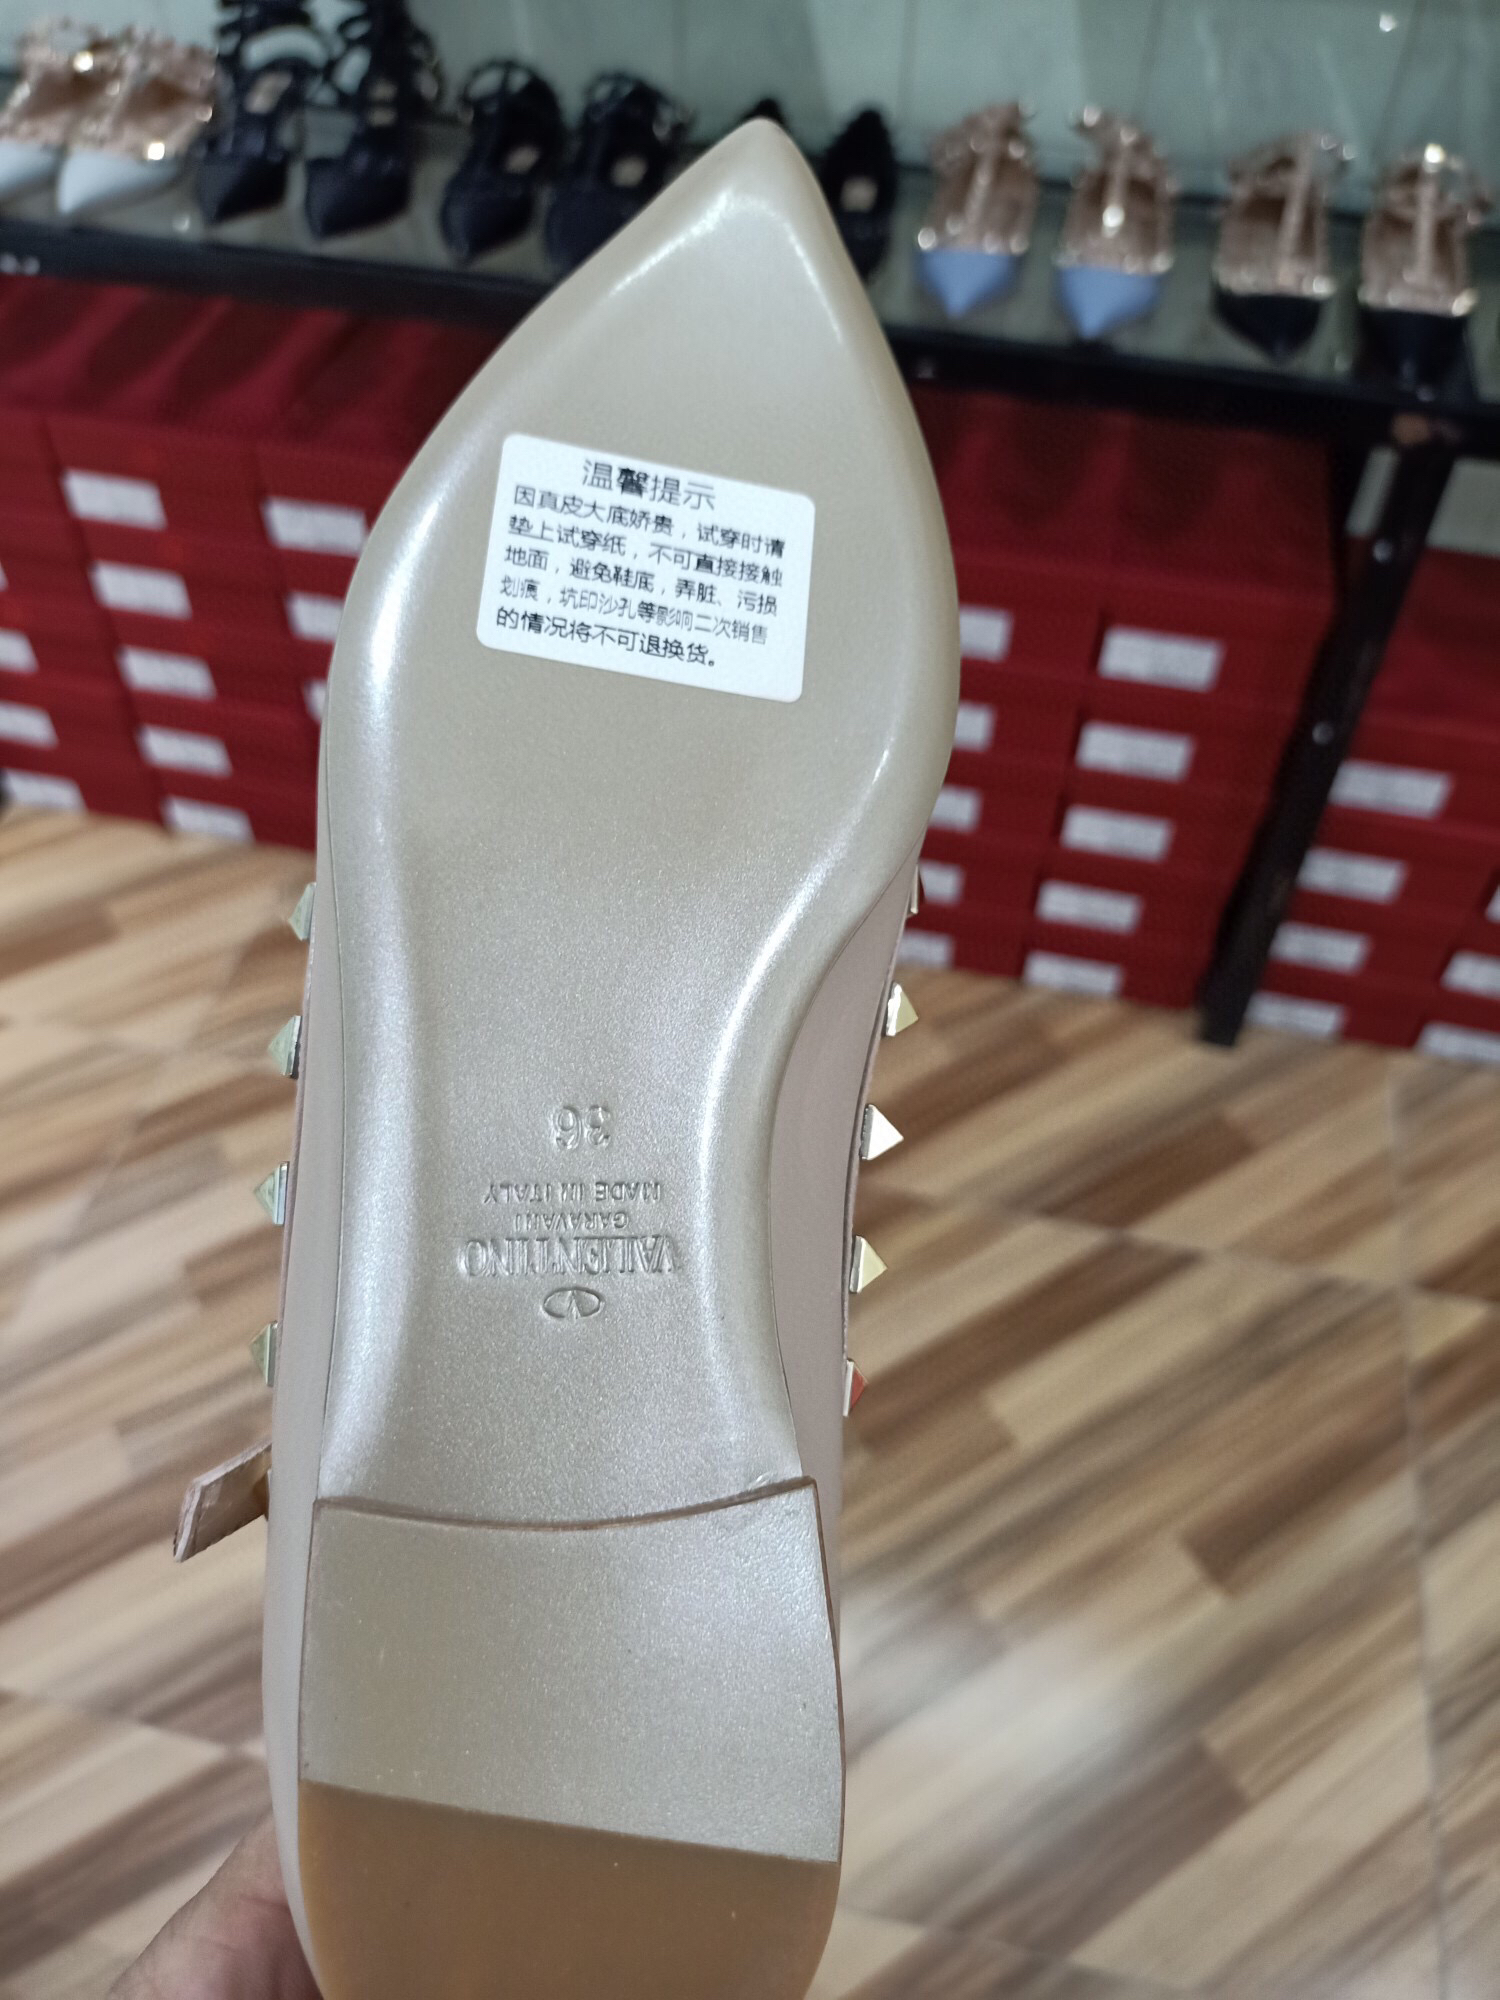 温馨提示
因真皮大底娇贵，试穿时请
垫上试穿纸，不可直接接触
地面，避免鞋底，弄脏、污损
划痕，坑印沙孔等影响二次销售
的情况将不可退换货。
36
MADE IN ITALY
GARAVANI
VALENTINO